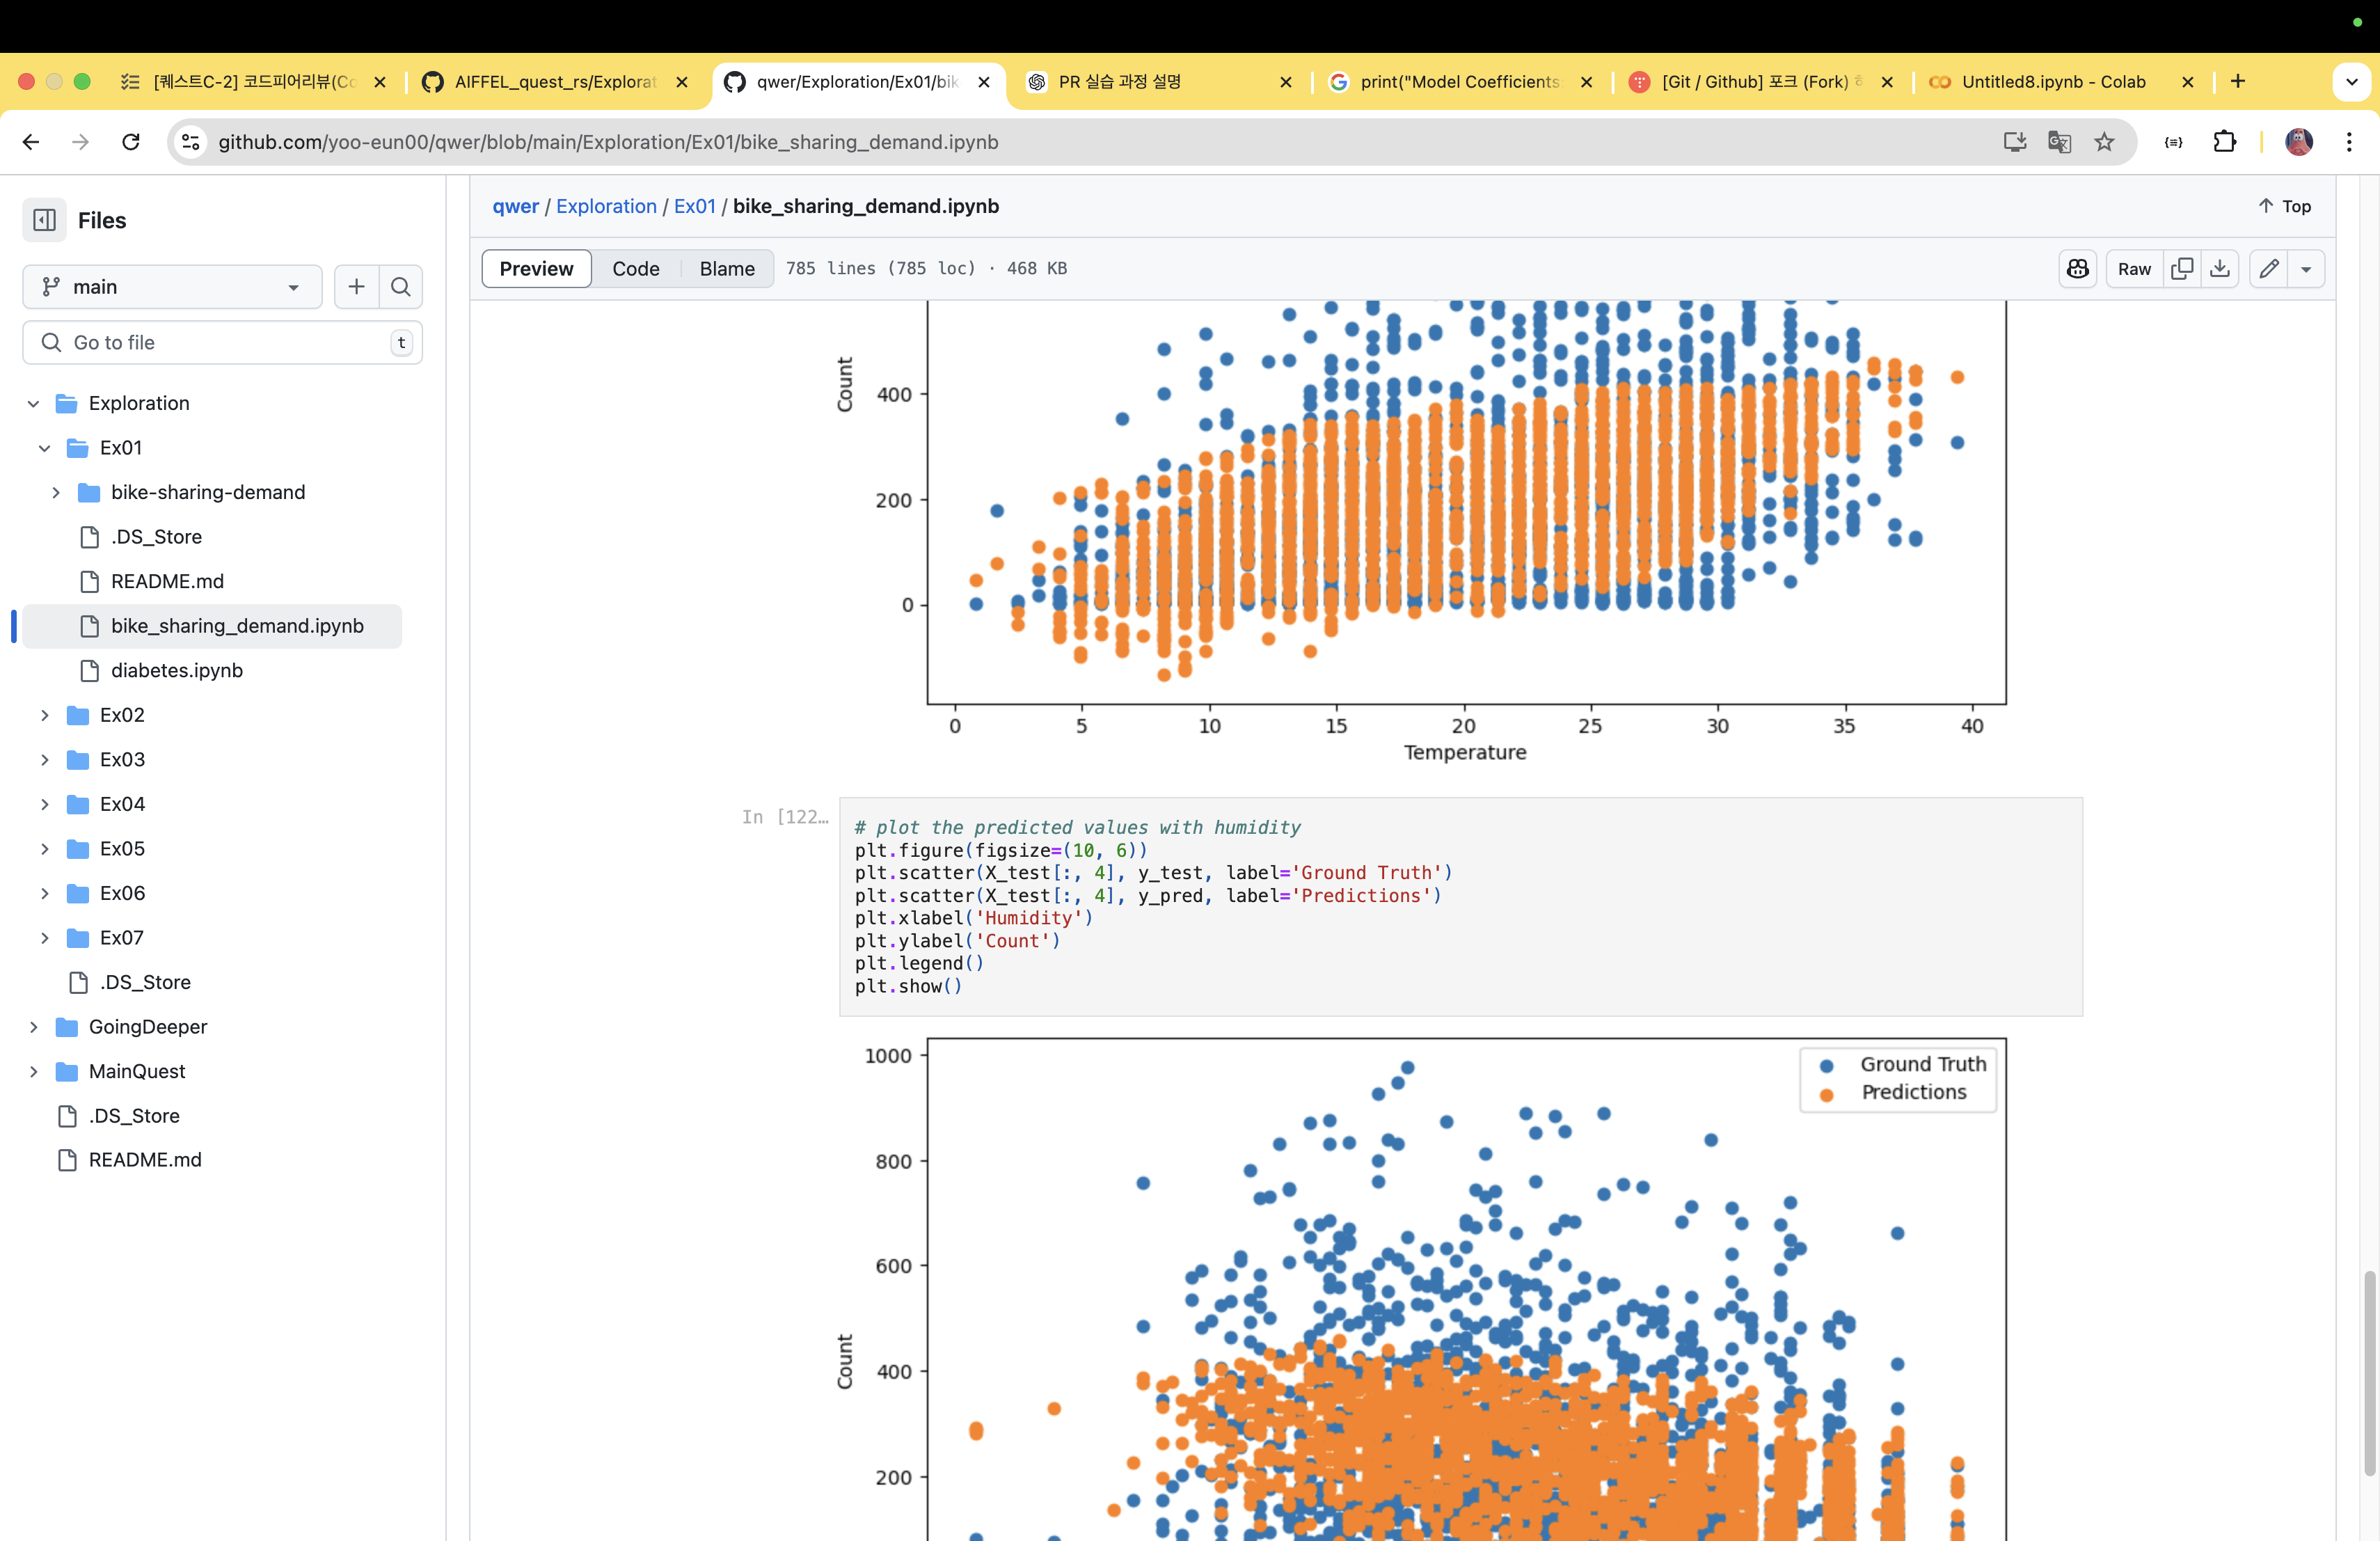 [퀘스트C-2] 코드피어리뷰(Co
AIFFEL_quest_rs/Explorat
qwer/Exploration/Ex01/bik
PR 실습 과정 설명
print("Model Coefficients
[Git / Github] 포크 (Fork)
Untitled8.ipynb - Colab
github.com/yoo-eun00/qwer/blob/main/Exploration/Ex01/bike_sharing_demand.ipynb
Files
main
Go to file
t
Exploration
Ex01
bike-sharing-demand
.DS_Store
README.md
bike_sharing_demand.ipynb
diabetes.ipynb
Ex02
Ex03
Ex04
Ex05
Ex06
Ex07
.DS_Store
GoingDeeper
MainQuest
.DS_Store
README.md
qwer / Exploration / Ex01 / bike_sharing_demand.ipynb
Top
Preview
Code
Blame
785 lines (785 loc) · 468 KB
Raw
Count
400
200
0
0 5 10 15 20 25 30 35 40
Temperature
In [122…
# plot the predicted values with humidity
plt.figure(figsize=(10, 6))
plt.scatter(X_test[:, 4], y_test, label='Ground Truth')
plt.scatter(X_test[:, 4], y_pred, label='Predictions')
plt.xlabel('Humidity')
plt.ylabel('Count')
plt.legend()
plt.show()
1000
800
600
400
200
Count
Ground Truth
Predictions